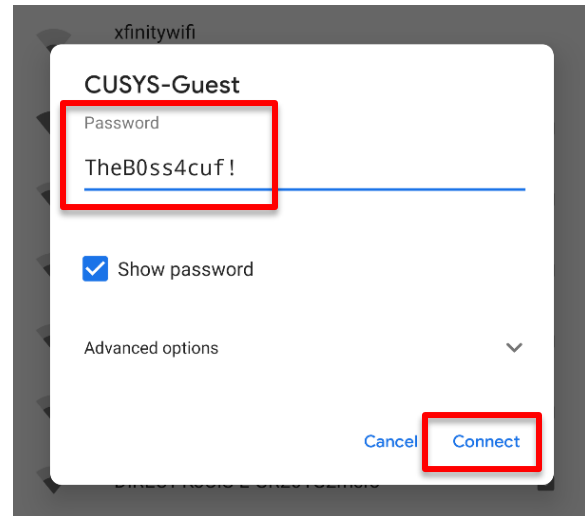 xfinitywifi
CUSYS-Guest
Password
TheB0ss4cuf!
Show password
Advanced options
Cancel
Connect